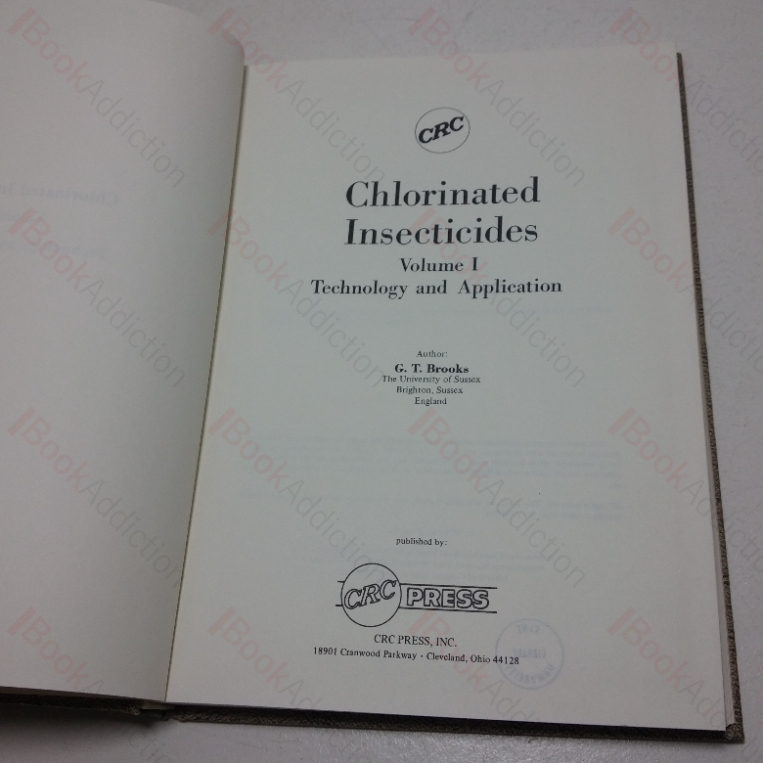 CRC
Chlorinated
Insecticides
Volume I
Technology and Application
Author:
G. T. Brooks
The University of Sussex
Brighton, Sussex
England
published by:
CRC PRESS
CRC PRESS, INC.
18901 Cranwood Parkway · Cleveland, Ohio 44128
BookAddiction